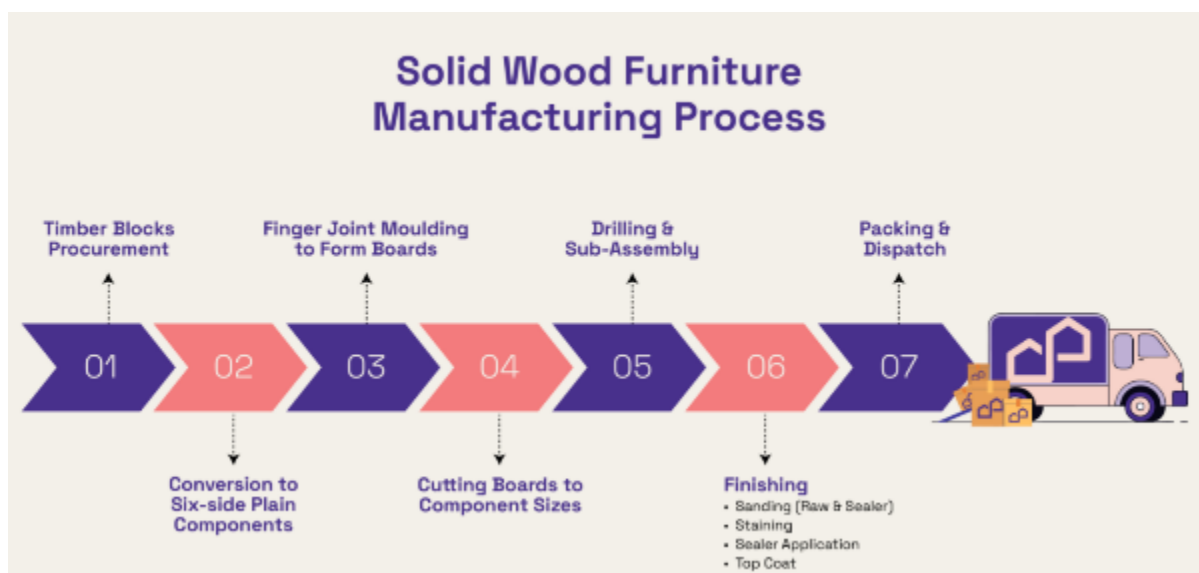 Solid Wood Furniture
Manufacturing Process
Timber Blocks
Procurement
Finger Joint Moulding
to Form Boards
Drilling &
Sub-Assembly
Packing &
Dispatch
01
02
03
04
05
06
07
Conversion to
Six-side Plain
Components
Cutting Boards to
Component Sizes
Finishing
• Sanding (Raw & Sealer)
• Staining
• Sealer Application
• Top Coat